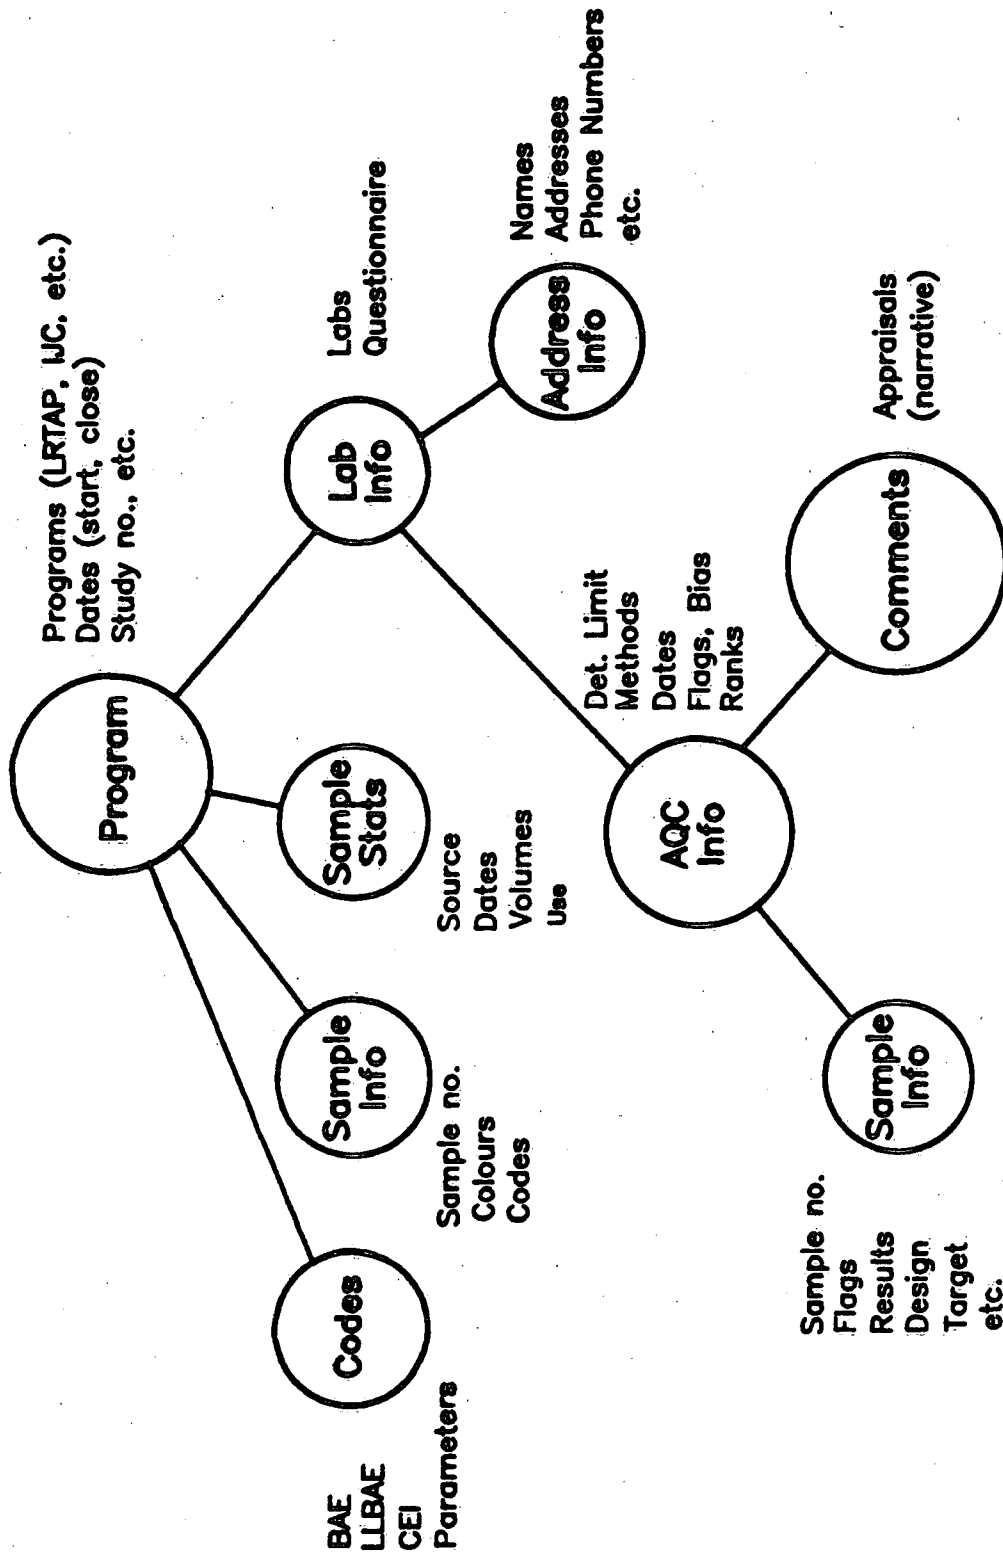 Programs (LRTAP, IJC, etc.)
Dates (start, close)
Study no., etc.
Program
Codes
BAE
LLBAE
CEI
Parameters
Sample
Info
Sample no.
Colours
Codes
Sample
Stats
Source
Dates
Volumes
Use
Lab
Info
Labs
Questionnaire
Address
Info
Names
Addresses
Phone Numbers
etc.
AQC
Info
Det. Limit
Methods
Dates
Flags, Bias
Ranks
Sample
Info
Sample no.
Flags
Results
Design
Target
etc.
Comments
Appraisals
(narrative)